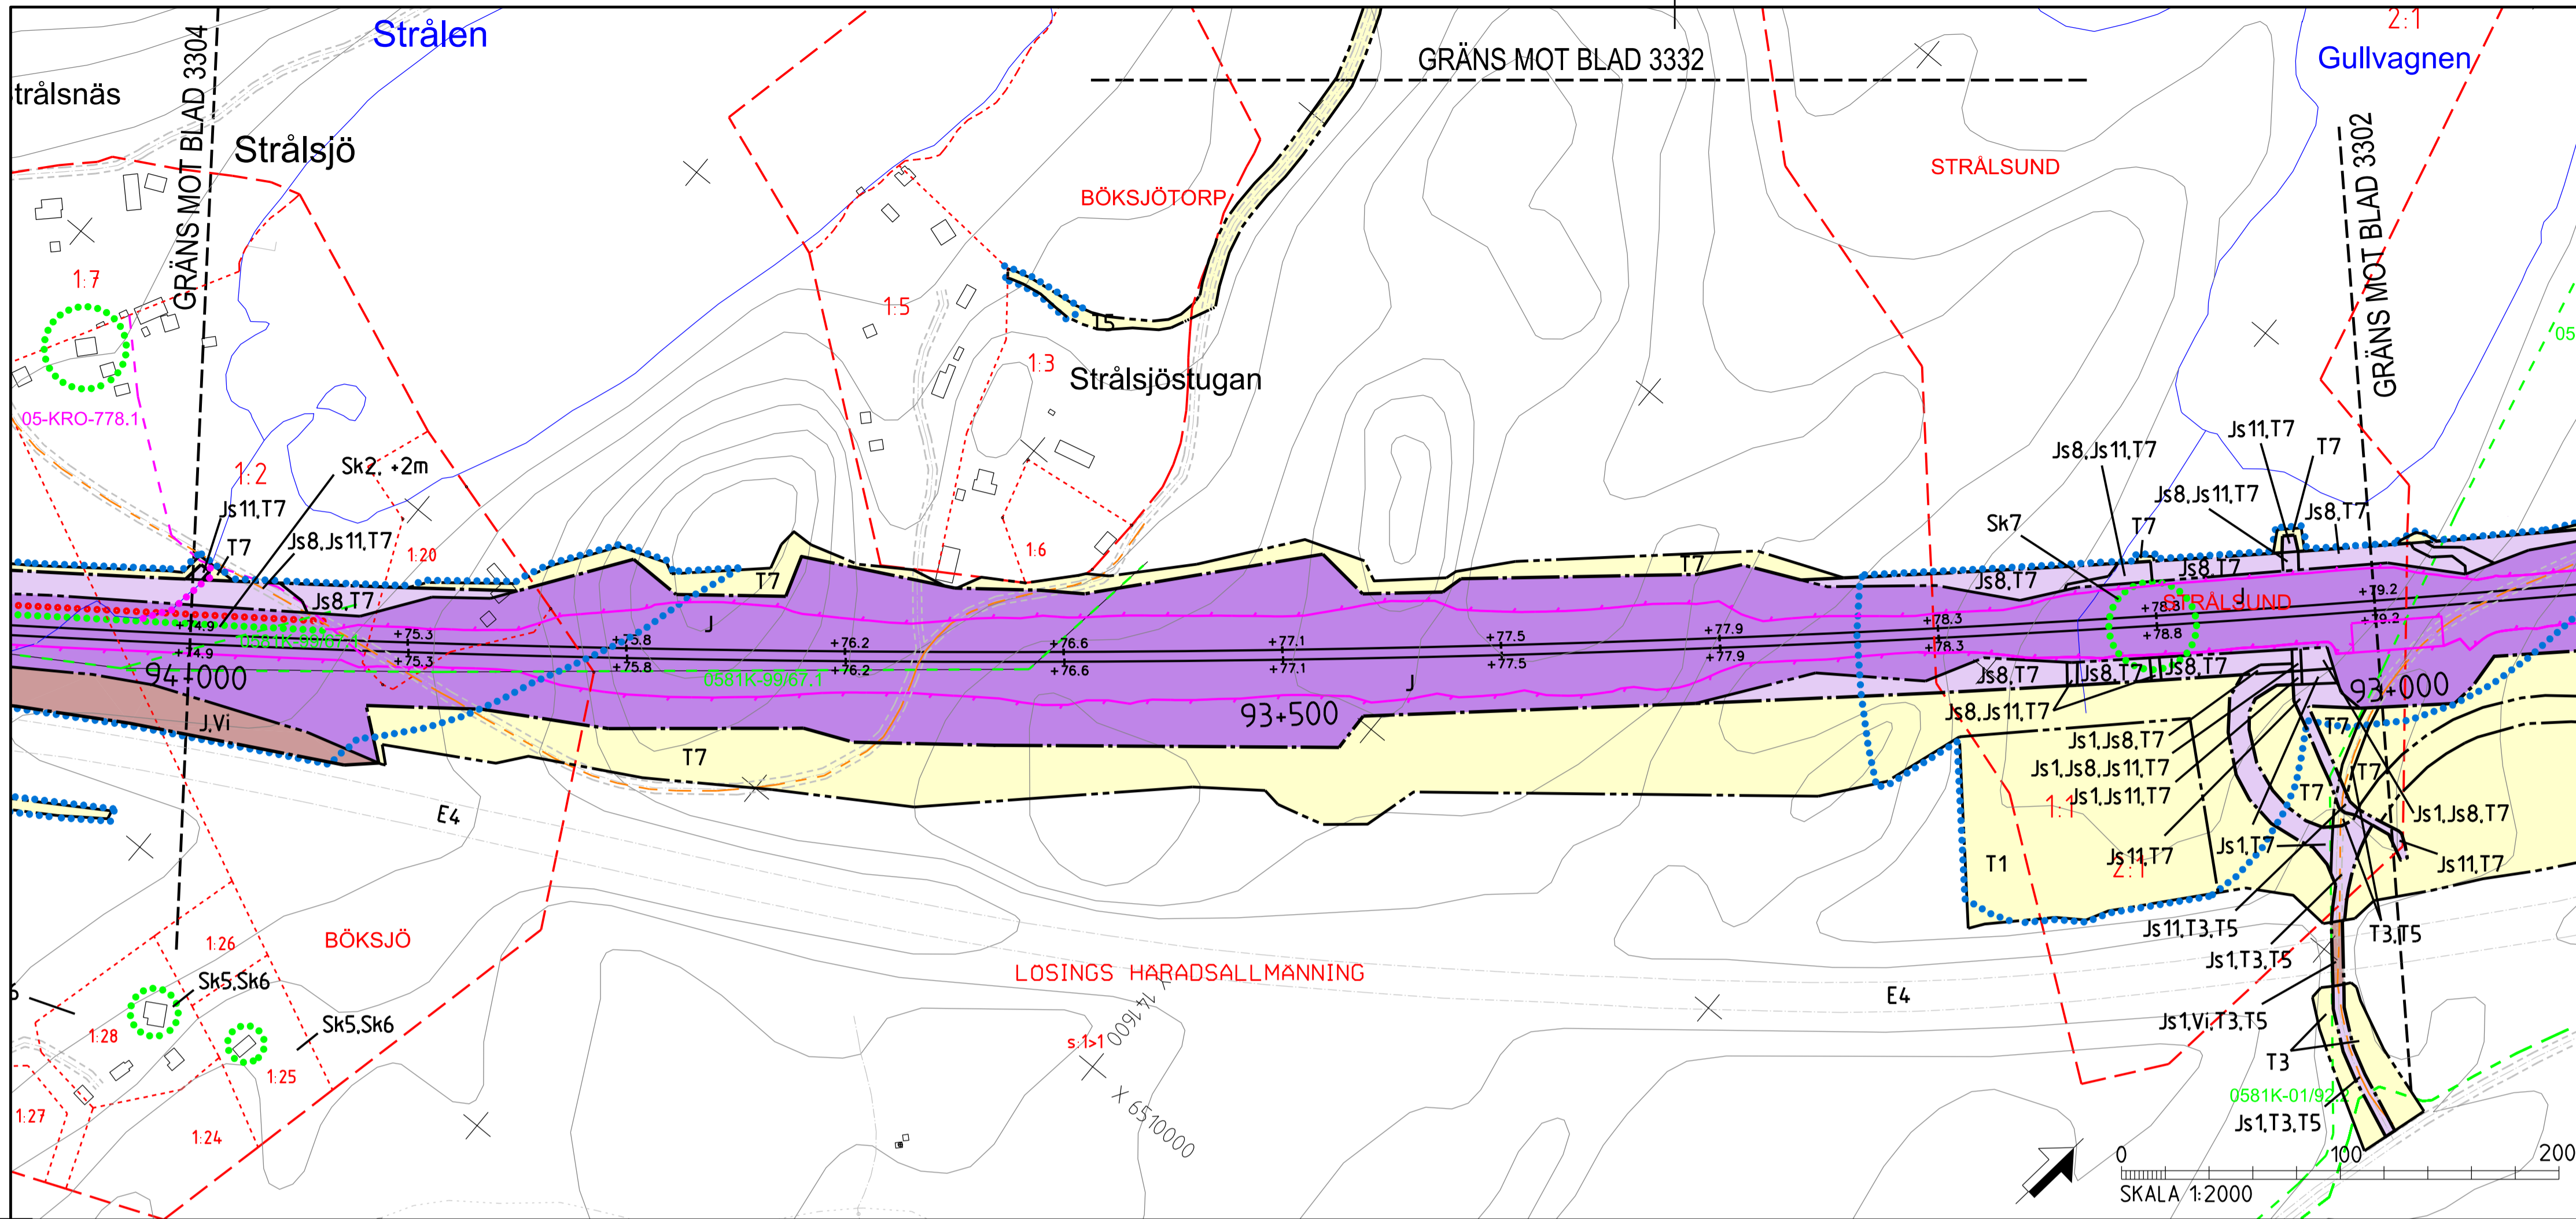 Strålen
trålsnäs
Strålsjö
GRÄNS MOT BLAD 3304
GRÄNS MOT BLAD 3332
2:1
Gullvagnen
GRÄNS MOT BLAD 3302
STRÅLSUND
BÖKSJÖTORP
1:7
1:5
T5
1:3
Strålsjöstugan
05
05-KRO-778.1
1:2
Sk2, +2m
Js11,T7
T7
Js8,Js11,T7
1:20
1:6
Js8,T7
T7
T7
Js8,Js11,T7
Js11,T7
T7
Js8,Js11,T7
Js8,T7
Sk7
T7
Js8,T7
Js8,T7
STRÅLSUND
J
J
J
+74.9
+75.3
+75.8
+76.2
+76.6
+77.1
+77.5
+77.9
+78.3
+78.8
+79.2
+74.9
+75.3
+75.8
+76.2
+76.6
+77.1
+77.5
+77.9
+78.3
+78.8
+79.2
0581K-99/67.1
0581K-99/67.1
94+000
93+500
93+000
J,Vi
T7
Js8,T7
Js8,T7
Js8,T7
Js8,Js11,T7
Js1,Js8,T7
Js1,Js8,Js11,T7
Js1,Js11,T7
1:1
T7
T7
T7
Js1,Js8,T7
Js11,T7
Js1,T7
Js11,T7
2:1
T1
E4
E4
Js11,T3,T5
T3,T5
Js1,T3,T5
Js1,Vi,T3,T5
T3
0581K-01/92.2
Js1,T3,T5
1:26
BÖKSJÖ
Sk5,Sk6
Sk5,Sk6
6
1:28
1:25
1:27
1:24
LÖSINGS HÄRADSALLMÄNNING
s:1>1
X 6510000
0 100 200
SKALA 1:2000